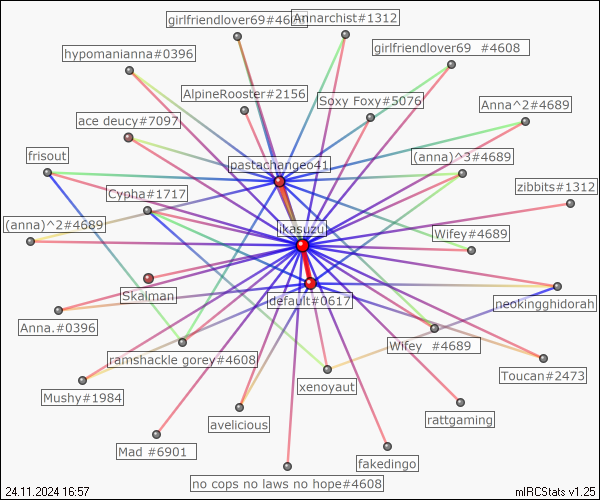 girlfriendlover69#4608
Annarchist#1312
hypomanianna#0396
girlfriendlover69 #4608
AlpineRooster#2156
Soxy Foxy#5076
Anna^2#4689
ace deucy#7097
frisout
pastachangeo41
(anna)^3#4689
Cypha#1717
zibbits#1312
(anna)^2#4689
ikasuzu
Wifey#4689
Skalman
default#0617
neokingghidorah
Anna.#0396
ramshackle gorey#4608
Wifey #4689
Toucan#2473
xenoyaut
Mushy#1984
avelicious
rattgaming
Mad #6901
fakedingo
no cops no laws no hope#4608
24.11.2024 16:57
mIRCStats v1.25